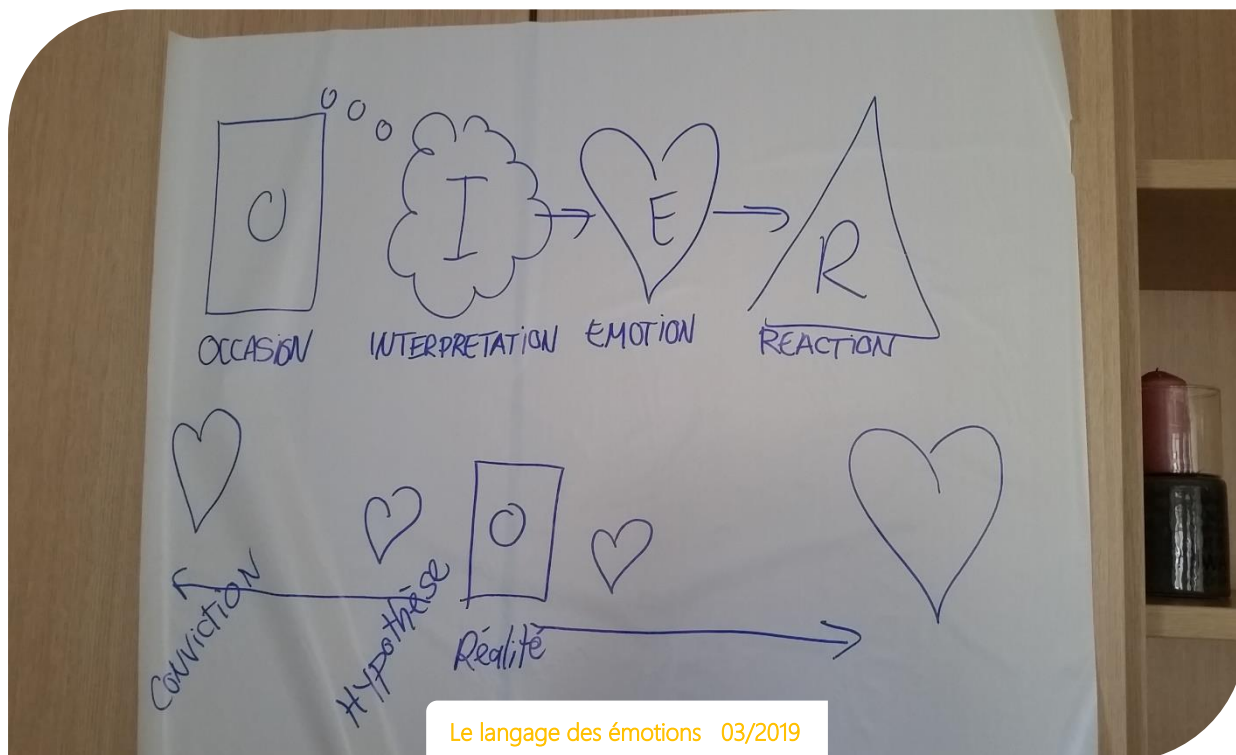 O I E R
OCCASION INTERPRETATION EMOTION REACTION
O
CONVICTION HYPOthèse Réalité
Le langage des émotions 03/2019